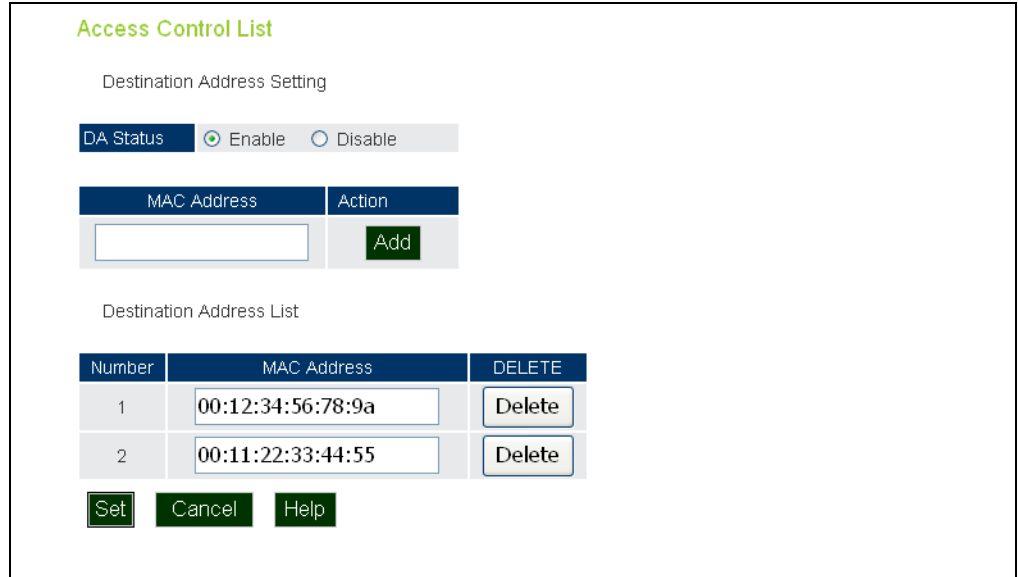 Access Control List
Destination Address Setting
DA Status Enable Disable
MAC Address Action
Add
Destination Address List
Number MAC Address DELETE
1 00:12:34:56:78:9a Delete
2 00:11:22:33:44:55 Delete
Set Cancel Help